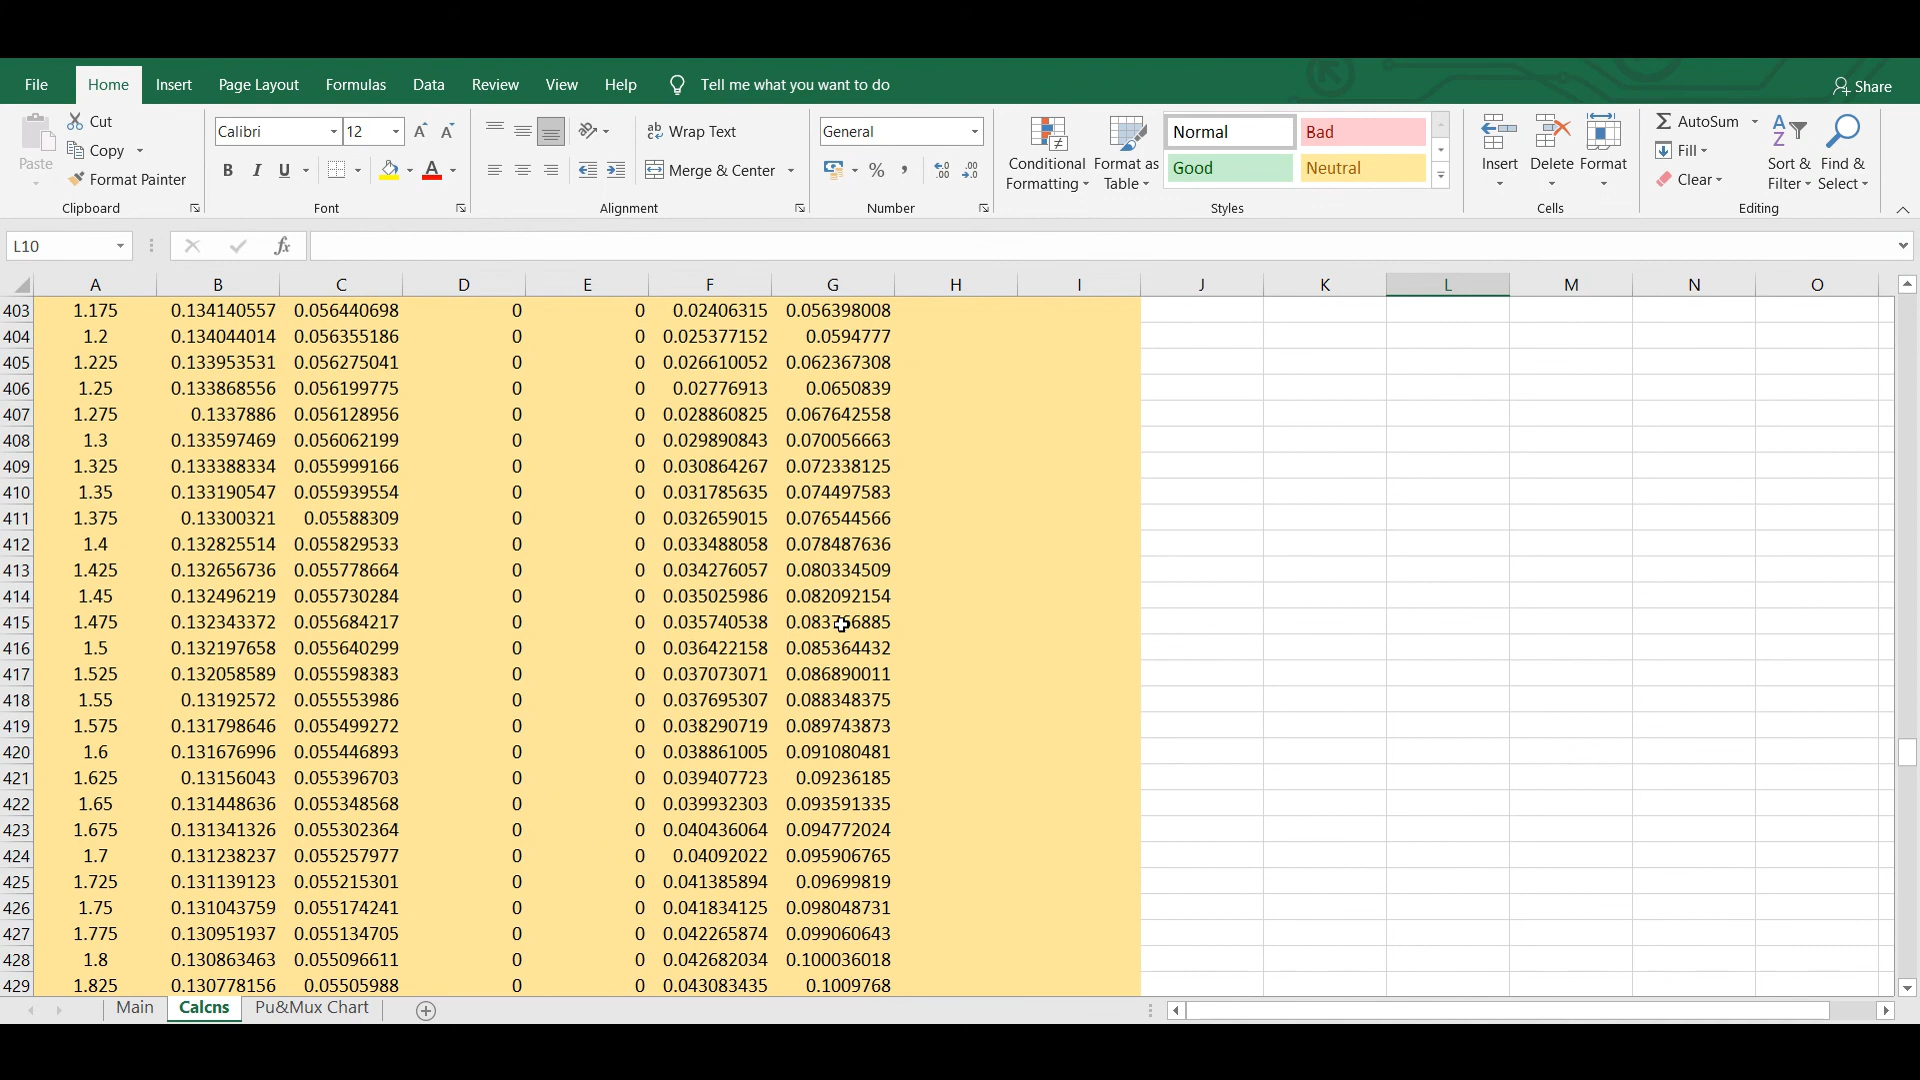 File Home Insert Page Layout Formulas Data Review View Help Tell me what you want to do Share
Paste Cut Copy Format Painter Clipboard
Calibri 12 B I U Font
Wrap Text Merge & Center Alignment
General % , Number
Conditional Formatting Format as Table Normal Bad Good Neutral Styles
Insert Delete Format Cells
AutoSum Fill Clear Sort & Filter Find & Select Editing
L10 fx
A B C D E F G H I J K L M N O
403 1.175 0.134140557 0.056440698 0 0 0.02406315 0.056398008
404 1.2 0.134044014 0.056355186 0 0 0.025377152 0.0594777
405 1.225 0.133953531 0.056275041 0 0 0.026610052 0.062367308
406 1.25 0.133868556 0.056199775 0 0 0.02776913 0.0650839
407 1.275 0.1337886 0.056128956 0 0 0.028860825 0.067642558
408 1.3 0.133597469 0.056062199 0 0 0.029890843 0.070056663
409 1.325 0.133388334 0.055999166 0 0 0.030864267 0.072338125
410 1.35 0.133190547 0.055939554 0 0 0.031785635 0.074497583
411 1.375 0.13300321 0.05588309 0 0 0.032659015 0.076544566
412 1.4 0.132825514 0.055829533 0 0 0.033488058 0.078487636
413 1.425 0.132656736 0.055778664 0 0 0.034276057 0.080334509
414 1.45 0.132496219 0.055730284 0 0 0.035025986 0.082092154
415 1.475 0.132343372 0.055684217 0 0 0.035740538
416 1.5 0.132197658 0.055640299 0 0 0.036422158 0.085364432
417 1.525 0.132058589 0.055598383 0 0 0.037073071 0.086890011
418 1.55 0.13192572 0.055553986 0 0 0.037695307 0.088348375
419 1.575 0.131798646 0.055499272 0 0 0.038290719 0.089743873
420 1.6 0.131676996 0.055446893 0 0 0.038861005 0.091080481
421 1.625 0.13156043 0.055396703 0 0 0.039407723 0.09236185
422 1.65 0.131448636 0.055348568 0 0 0.039932303 0.093591335
423 1.675 0.131341326 0.055302364 0 0 0.040436064 0.094772024
424 1.7 0.131238237 0.055257977 0 0 0.04092022 0.095906765
425 1.725 0.131139123 0.055215301 0 0 0.041385894 0.09699819
426 1.75 0.131043759 0.055174241 0 0 0.041834125 0.098048731
427 1.775 0.130951937 0.055134705 0 0 0.042265874 0.099060643
428 1.8 0.130863463 0.055096611 0 0 0.042682034 0.100036018
429 1.825 0.130778156 0.05505988 0 0 0.043083435 0.1009768
Main Calcns Pu&Mux Chart